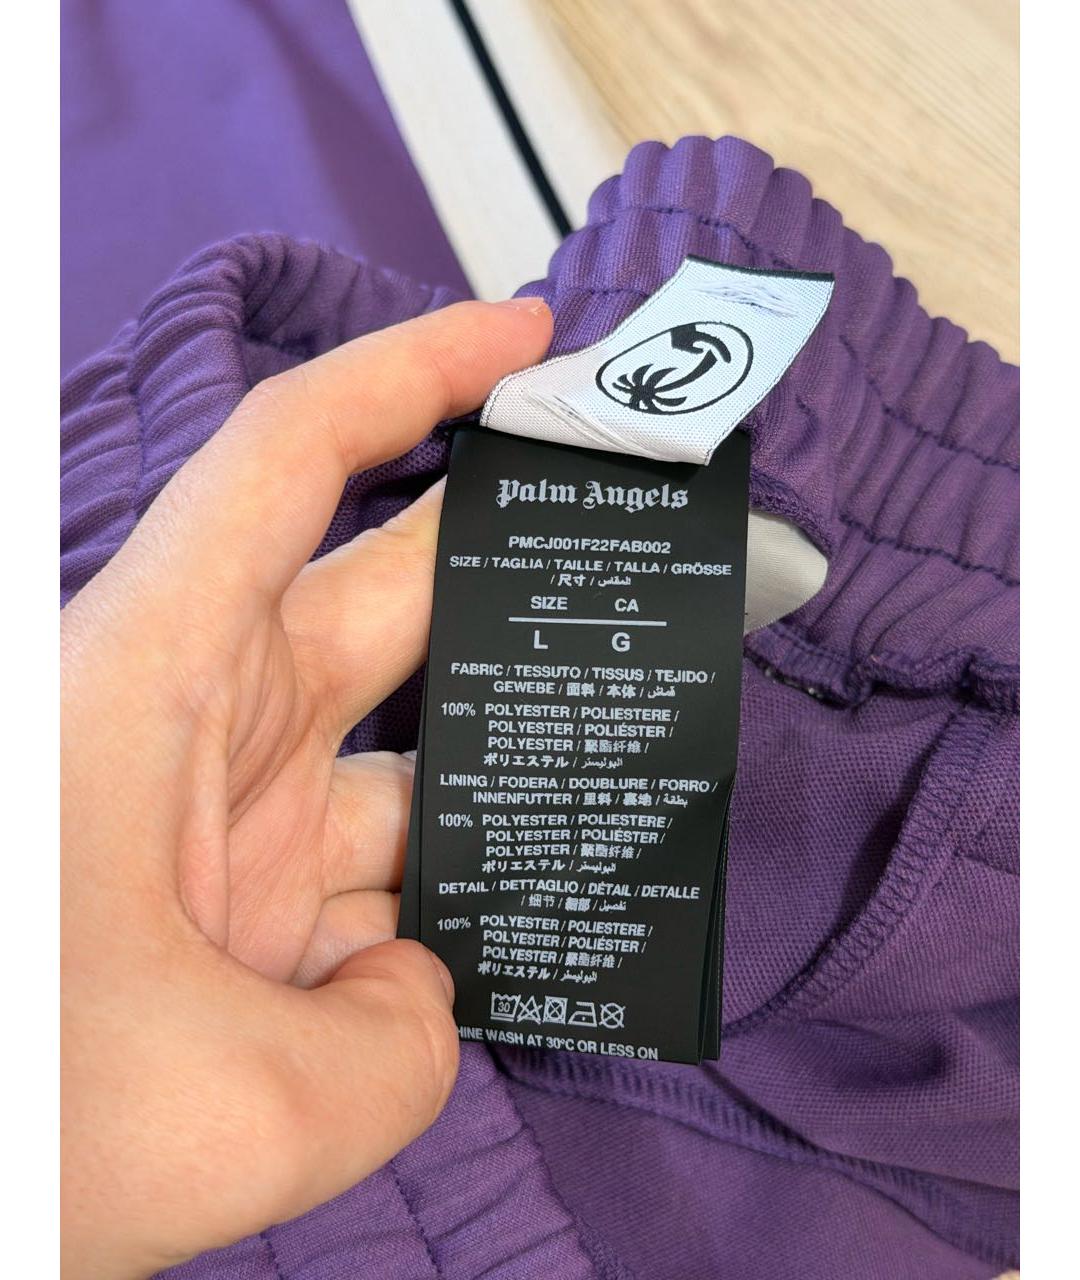 Palm Angels
PMCJ001F22FAB002
SIZE / TAGLIA / TAILLE / TALLA / GRÖSSE
/ 尺寸 / المقاس
SIZE CA
L G
FABRIC / TESSUTO / TISSUS / TEJIDO /
GEWEBE / 面料 / 本体 / قماش
100% POLYESTER / POLIESTERE /
POLYESTER / POLIÉSTER /
POLYESTER / 聚酯纤维 /
ポリエステル / البوليستر
LINING / FODERA / DOUBLURE / FORRO /
INNENFUTTER / 里料 / 裏地 / بطانة
100% POLYESTER / POLIESTERE /
POLYESTER / POLIÉSTER /
POLYESTER / 聚酯纤维 /
ポリエステル / البوليستر
DETAIL / DETTAGLIO / DÉTAIL / DETALLE
/ 细节 / 細部 / تفصيل
100% POLYESTER / POLIESTERE /
POLYESTER / POLIÉSTER /
POLYESTER / 聚酯纤维 /
ポリエステル / البوليستر
30
HINE WASH AT 30°C OR LESS ON